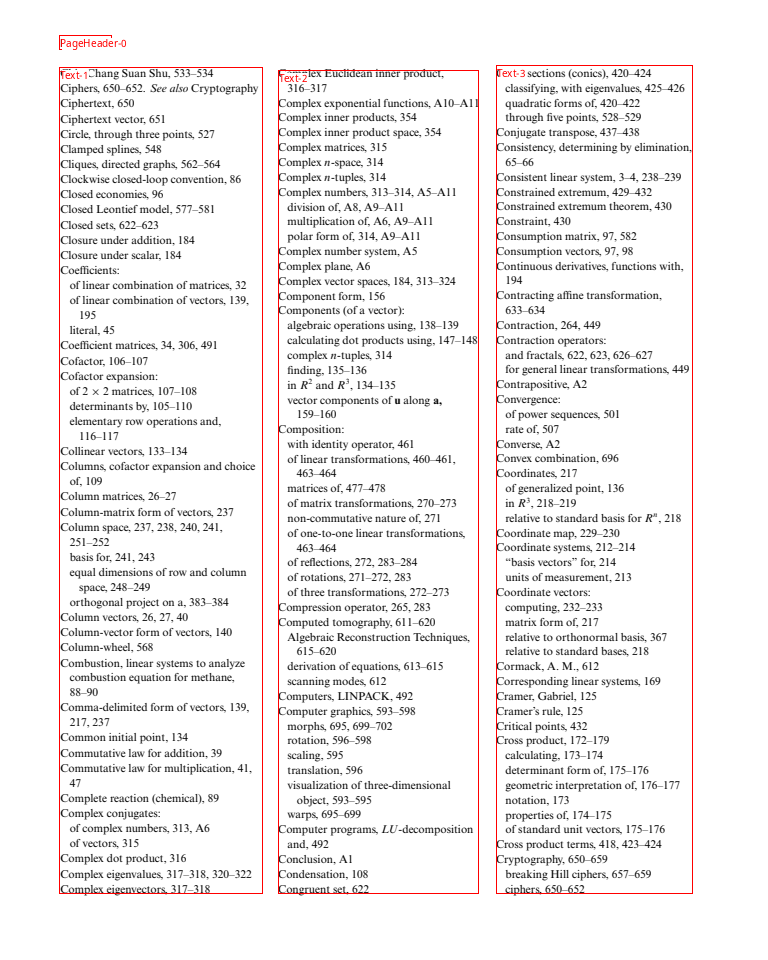 PageHeader-0
Text-1
Chang Suan Shu, 533–534
Ciphers, 650–652. See also Cryptography
Ciphertext, 650
Ciphertext vector, 651
Circle, through three points, 527
Clamped splines, 548
Cliques, directed graphs, 562–564
Clockwise closed-loop convention, 86
Closed economies, 96
Closed Leontief model, 577–581
Closed sets, 622–623
Closure under addition, 184
Closure under scalar, 184
Coefficients:
of linear combination of matrices, 32
of linear combination of vectors, 139,
195
literal, 45
Coefficient matrices, 34, 306, 491
Cofactor, 106–107
Cofactor expansion:
of 2 × 2 matrices, 107–108
determinants by, 105–110
elementary row operations and,
116–117
Collinear vectors, 133–134
Columns, cofactor expansion and choice
of, 109
Column matrices, 26–27
Column-matrix form of vectors, 237
Column space, 237, 238, 240, 241,
251–252
basis for, 241, 243
equal dimensions of row and column
space, 248–249
orthogonal project on a, 383–384
Column vectors, 26, 27, 40
Column-vector form of vectors, 140
Column-wheel, 568
Combustion, linear systems to analyze
combustion equation for methane,
88–90
Comma-delimited form of vectors, 139,
217, 237
Common initial point, 134
Commutative law for addition, 39
Commutative law for multiplication, 41,
47
Complete reaction (chemical), 89
Complex conjugates:
of complex numbers, 313, A6
of vectors, 315
Complex dot product, 316
Complex eigenvalues, 317–318, 320–322
Complex eigenvectors, 317–318
Text-2
Complex Euclidean inner product,
316–317
Complex exponential functions, A10–A11
Complex inner products, 354
Complex inner product space, 354
Complex matrices, 315
Complex n-space, 314
Complex n-tuples, 314
Complex numbers, 313–314, A5–A11
division of, A8, A9–A11
multiplication of, A6, A9–A11
polar form of, 314, A9–A11
Complex number system, A5
Complex plane, A6
Complex vector spaces, 184, 313–324
Component form, 156
Components (of a vector):
algebraic operations using, 138–139
calculating dot products using, 147–148
complex n-tuples, 314
finding, 135–136
in R² and R³, 134–135
vector components of u along a,
159–160
Composition:
with identity operator, 461
of linear transformations, 460–461,
463–464
matrices of, 477–478
of matrix transformations, 270–273
non-commutative nature of, 271
of one-to-one linear transformations,
463–464
of reflections, 272, 283–284
of rotations, 271–272, 283
of three transformations, 272–273
Compression operator, 265, 283
Computed tomography, 611–620
Algebraic Reconstruction Techniques,
615–620
derivation of equations, 613–615
scanning modes, 612
Computers, LINPACK, 492
Computer graphics, 593–598
morphs, 695, 699–702
rotation, 596–598
scaling, 595
translation, 596
visualization of three-dimensional
object, 593–595
warps, 695–699
Computer programs, LU-decomposition
and, 492
Conclusion, A1
Condensation, 108
Congruent set, 622
Text-3
sections (conics), 420–424
classifying, with eigenvalues, 425–426
quadratic forms of, 420–422
through five points, 528–529
Conjugate transpose, 437–438
Consistency, determining by elimination,
65–66
Consistent linear system, 3–4, 238–239
Constrained extremum, 429–432
Constrained extremum theorem, 430
Constraint, 430
Consumption matrix, 97, 582
Consumption vectors, 97, 98
Continuous derivatives, functions with,
194
Contracting affine transformation,
633–634
Contraction, 264, 449
Contraction operators:
and fractals, 622, 623, 626–627
for general linear transformations, 449
Contrapositive, A2
Convergence:
of power sequences, 501
rate of, 507
Converse, A2
Convex combination, 696
Coordinates, 217
of generalized point, 136
in R³, 218–219
relative to standard basis for Rⁿ, 218
Coordinate map, 229–230
Coordinate systems, 212–214
“basis vectors” for, 214
units of measurement, 213
Coordinate vectors:
computing, 232–233
matrix form of, 217
relative to orthonormal basis, 367
relative to standard bases, 218
Cormack, A. M., 612
Corresponding linear systems, 169
Cramer, Gabriel, 125
Cramer’s rule, 125
Critical points, 432
Cross product, 172–179
calculating, 173–174
determinant form of, 175–176
geometric interpretation of, 176–177
notation, 173
properties of, 174–175
of standard unit vectors, 175–176
Cross product terms, 418, 423–424
Cryptography, 650–659
breaking Hill ciphers, 657–659
ciphers, 650–652